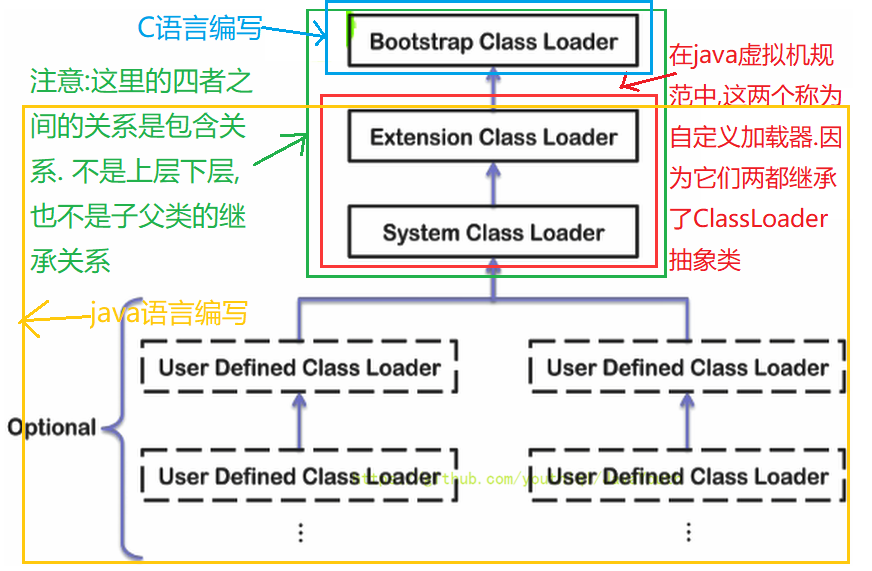 C语言编写
Bootstrap Class Loader
注意:这里的四者之
间的关系是包含关
系. 不是上层下层,
也不是子父类的继
承关系
在java虚拟机规
范中,这两个称为
自定义加载器.因
为它们两都继承
了ClassLoader
抽象类
Extension Class Loader
System Class Loader
java语言编写
Optional
User Defined Class Loader
User Defined Class Loader
User Defined Class Loader
User Defined Class Loader